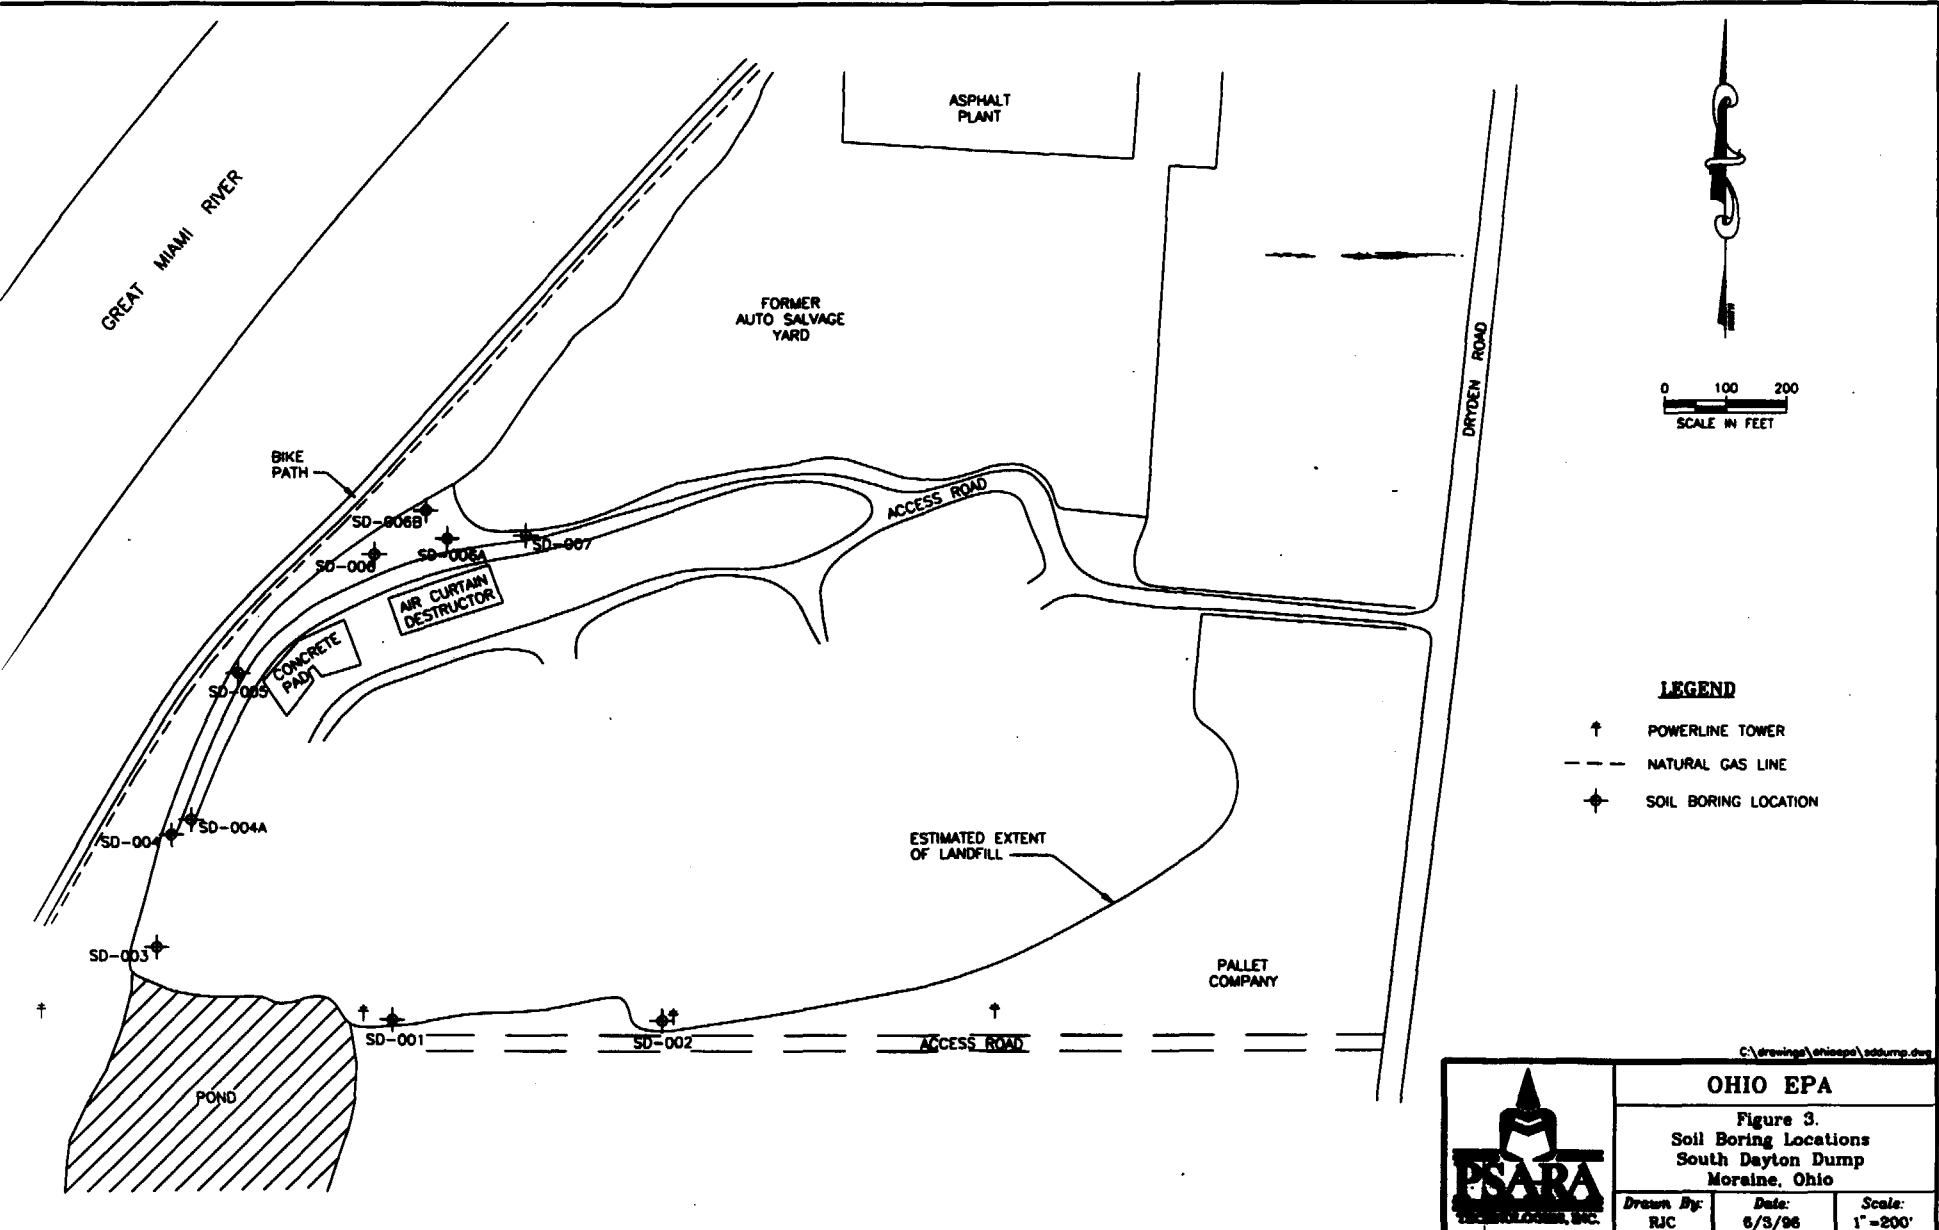 ASPHALT
PLANT
GREAT MIAMI RIVER
FORMER
AUTO SALVAGE
YARD
DRYDEN ROAD
0 100 200
SCALE IN FEET
BIKE
PATH
ACCESS ROAD
SD-006B
SD-006A
SD-007
SD-006
AIR CURTAIN
DESTRUCTOR
CONCRETE
PAD
SD-005
LEGEND
POWERLINE TOWER
NATURAL GAS LINE
SOIL BORING LOCATION
SD-004
SD-004A
ESTIMATED EXTENT
OF LANDFILL
SD-003
PALLET
COMPANY
SD-001
SD-002
ACCESS ROAD
POND
C:\drawings\ohioepa\sddump.dwg
OHIO EPA
Figure 3.
Soil Boring Locations
South Dayton Dump
Moraine, Ohio
PSARA
TECHNOLOGIES, INC.
Drawn By:
RJC
Date:
6/3/96
Scale:
1"=200'